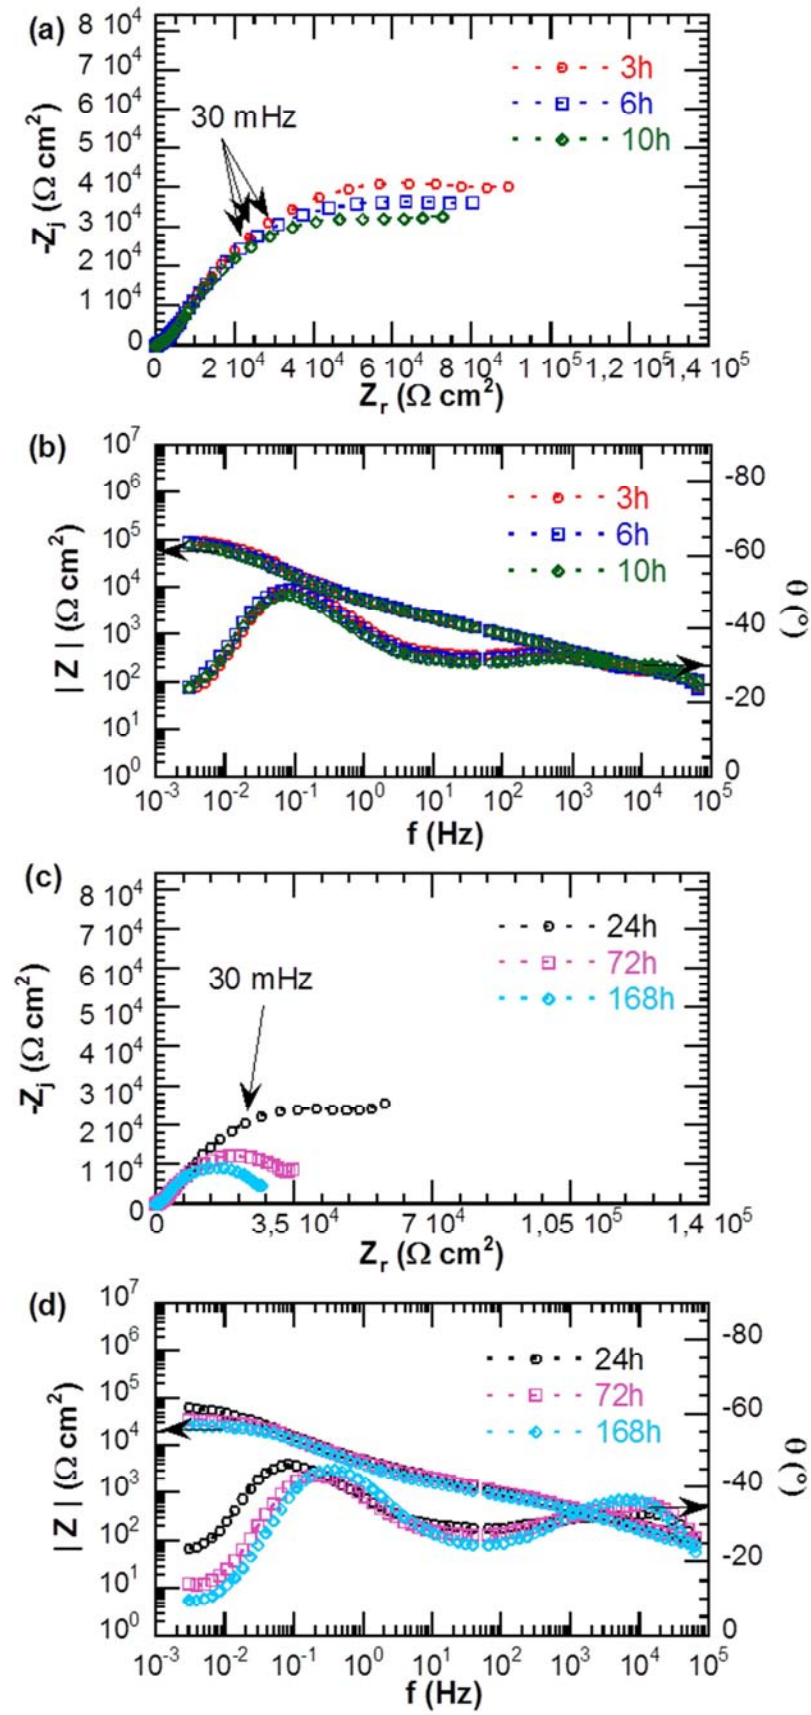 (a)
8 10⁴
7 10⁴
6 10⁴
5 10⁴
4 10⁴
3 10⁴
2 10⁴
1 10⁴
0
-Zⱼ (Ω cm²)
30 mHz
3h
6h
10h
0 2 10⁴ 4 10⁴ 6 10⁴ 8 10⁴ 1 10⁵ 1,2 10⁵ 1,4 10⁵
Zᵣ (Ω cm²)
(b)
10⁷
10⁶
10⁵
10⁴
10³
10²
10¹
10⁰
| Z | (Ω cm²)
3h
6h
10h
-80
-60
-40
-20
0
θ (°)
10⁻³ 10⁻² 10⁻¹ 10⁰ 10¹ 10² 10³ 10⁴ 10⁵
f (Hz)
(c)
8 10⁴
7 10⁴
6 10⁴
5 10⁴
4 10⁴
3 10⁴
2 10⁴
1 10⁴
0
-Zⱼ (Ω cm²)
30 mHz
24h
72h
168h
0 3,5 10⁴ 7 10⁴ 1,05 10⁵ 1,4 10⁵
Zᵣ (Ω cm²)
(d)
10⁷
10⁶
10⁵
10⁴
10³
10²
10¹
10⁰
| Z | (Ω cm²)
24h
72h
168h
-80
-60
-40
-20
0
θ (°)
10⁻³ 10⁻² 10⁻¹ 10⁰ 10¹ 10² 10³ 10⁴ 10⁵
f (Hz)